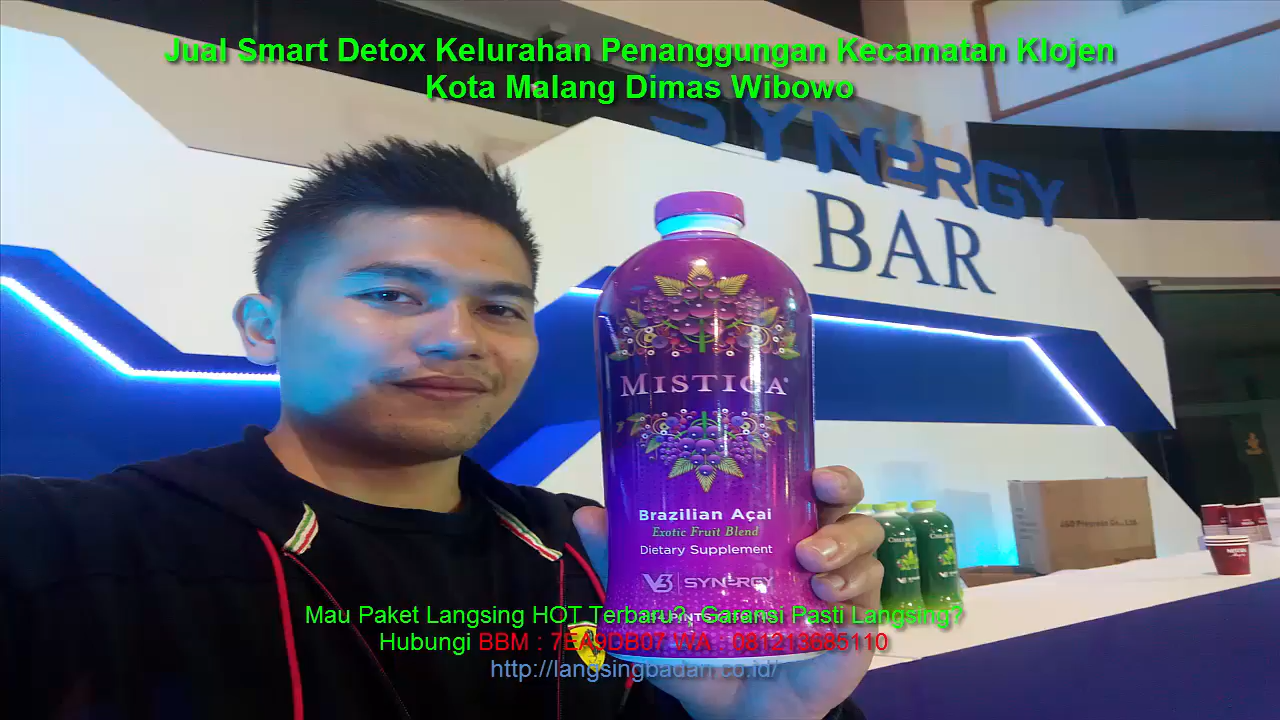 Jual Smart Detox Kelurahan Penanggungan Kecamatan Klojen
Kota Malang Dimas Wibowo
SYNERGY
BAR
MISTICA
Brazilian Açai
Exotic Fruit Blend
Dietary Supplement
V3 SYNERGY
Mau Paket Langsing HOT Terbaru?, Garansi Pasti Langsing?
Hubungi BBM : 7EA9DB07 WA : 081213685110
http://langsingbadan.co.id/